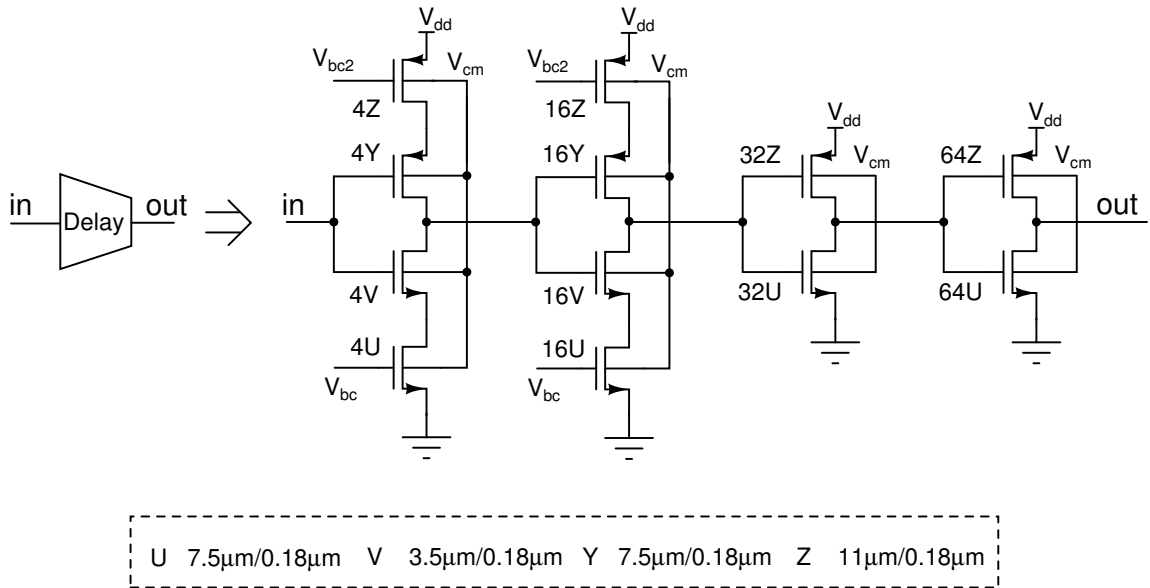 Vdd
Vdd
Vbc2
Vcm
Vbc2
Vcm
4Z
16Z
Vdd
Vdd
4Y
16Y
32Z
Vcm
64Z
Vcm
in
Delay
out
in
out
4V
16V
32U
64U
4U
16U
Vbc
Vbc
U 7.5μm/0.18μm V 3.5μm/0.18μm Y 7.5μm/0.18μm Z 11μm/0.18μm